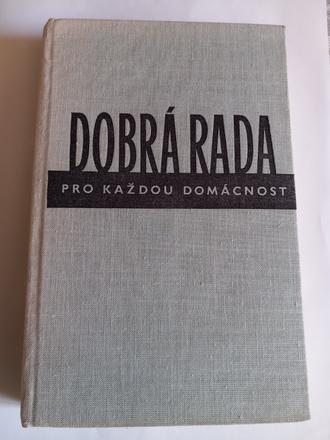 DOBRÁ RADA
PRO KAŽDOU DOMÁCNOST